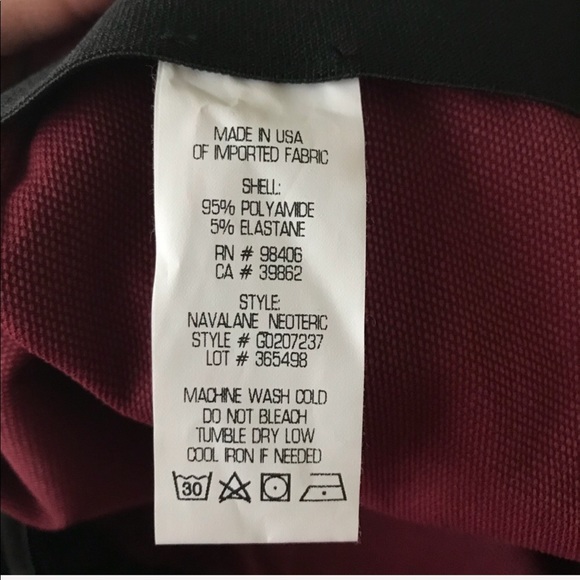 MADE IN USA
OF IMPORTED FABRIC
SHELL:
95% POLYAMIDE
5% ELASTANE
RN # 98406
CA # 39862
STYLE:
NAVALANE NEOTERIC
STYLE # G0207237
LOT # 365498
MACHINE WASH COLD
DO NOT BLEACH
TUMBLE DRY LOW
COOL IRON IF NEEDED
30